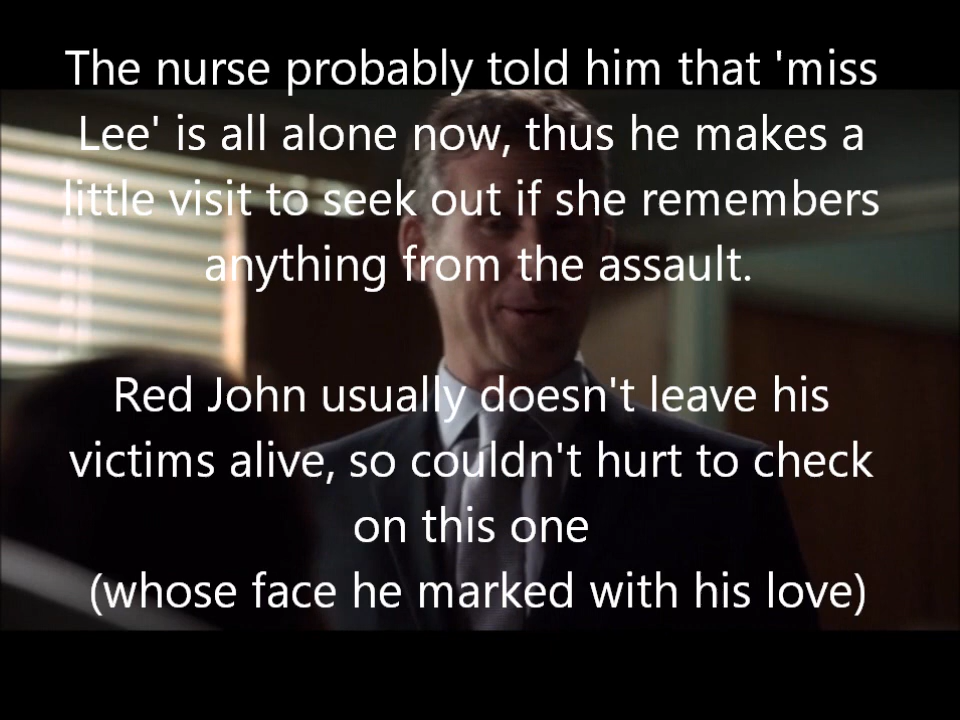 The nurse probably told him that 'miss
Lee' is all alone now, thus he makes a
little visit to seek out if she remembers
anything from the assault.
Red John usually doesn't leave his
victims alive, so couldn't hurt to check
on this one
(whose face he marked with his love)